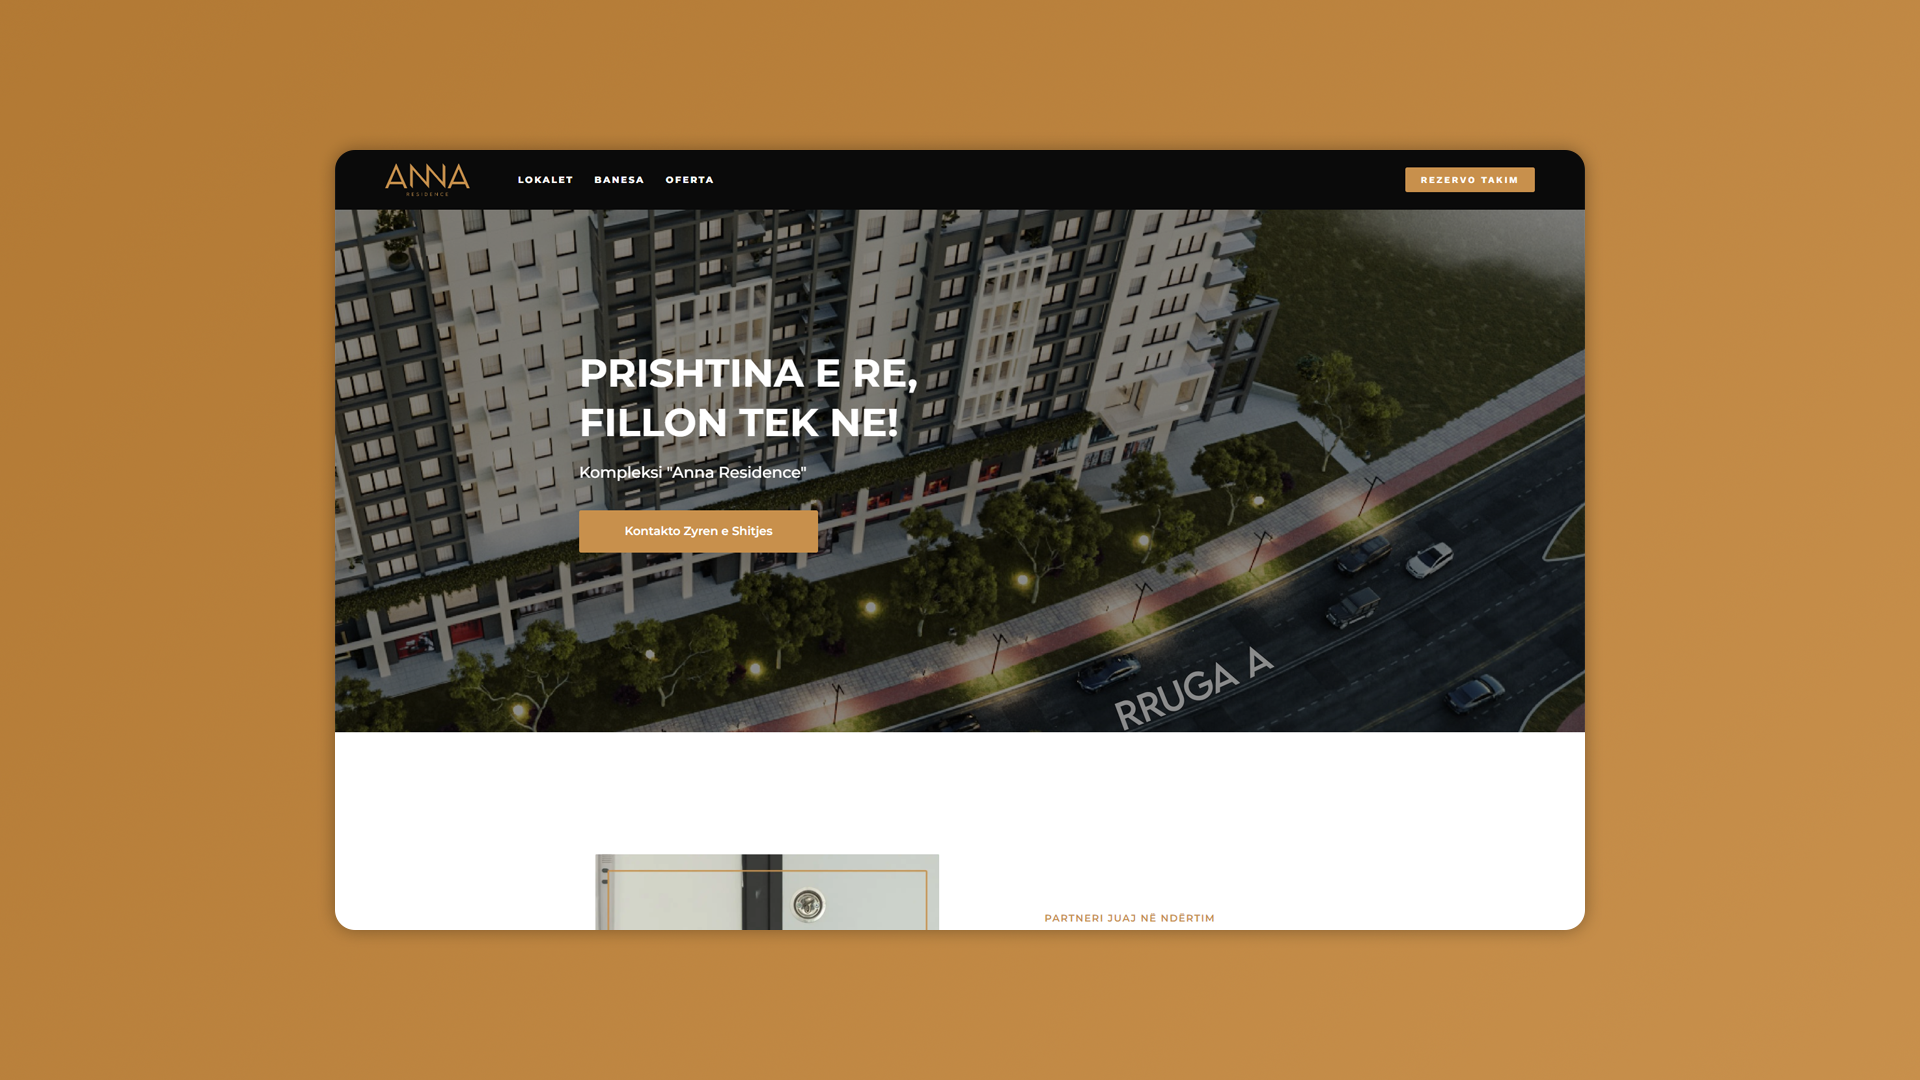 ANNA
RESIDENCE
LOKALET
BANESA
OFERTA
REZERVO TAKIM
PRISHTINA E RE,
FILLON TEK NE!
Kompleksi "Anna Residence"
Kontakto Zyren e Shitjes
RRUGA A
PARTNERI JUAJ NË NDËRTIM